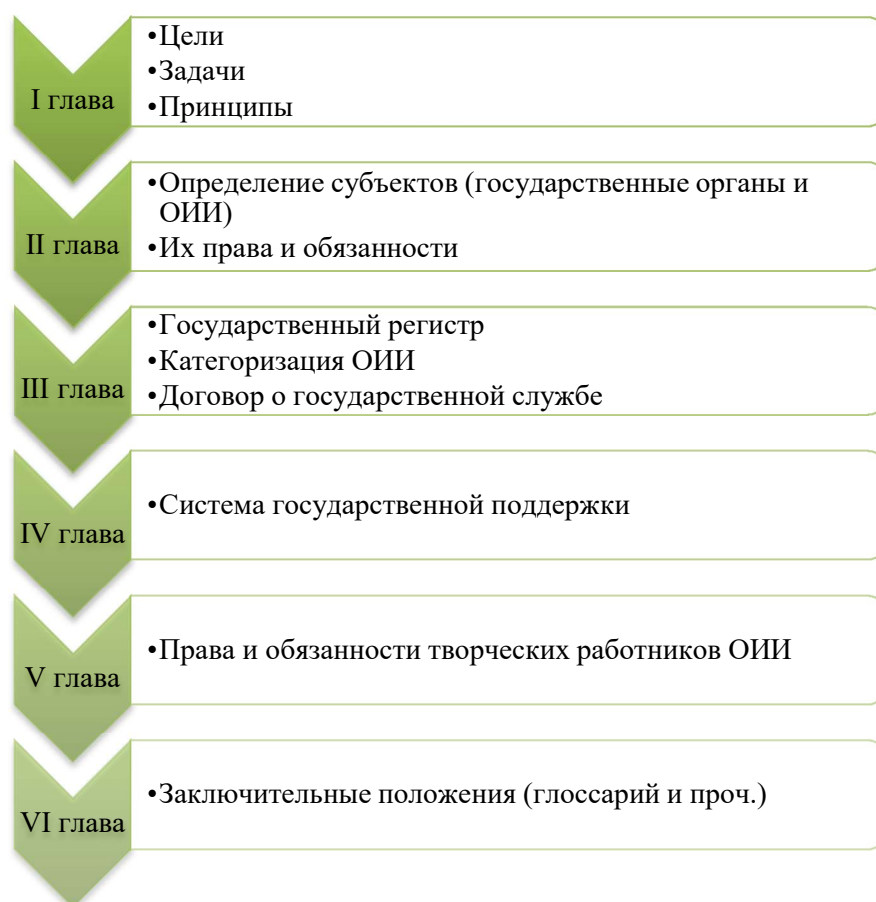 I глава
•Цели
•Задачи
•Принципы
II глава
•Определение субъектов (государственные органы и
ОИИ)
•Их права и обязанности
III глава
•Государственный регистр
•Категоризация ОИИ
•Договор о государственной службе
IV глава
•Система государственной поддержки
V глава
•Права и обязанности творческих работников ОИИ
VI глава
•Заключительные положения (глоссарий и проч.)